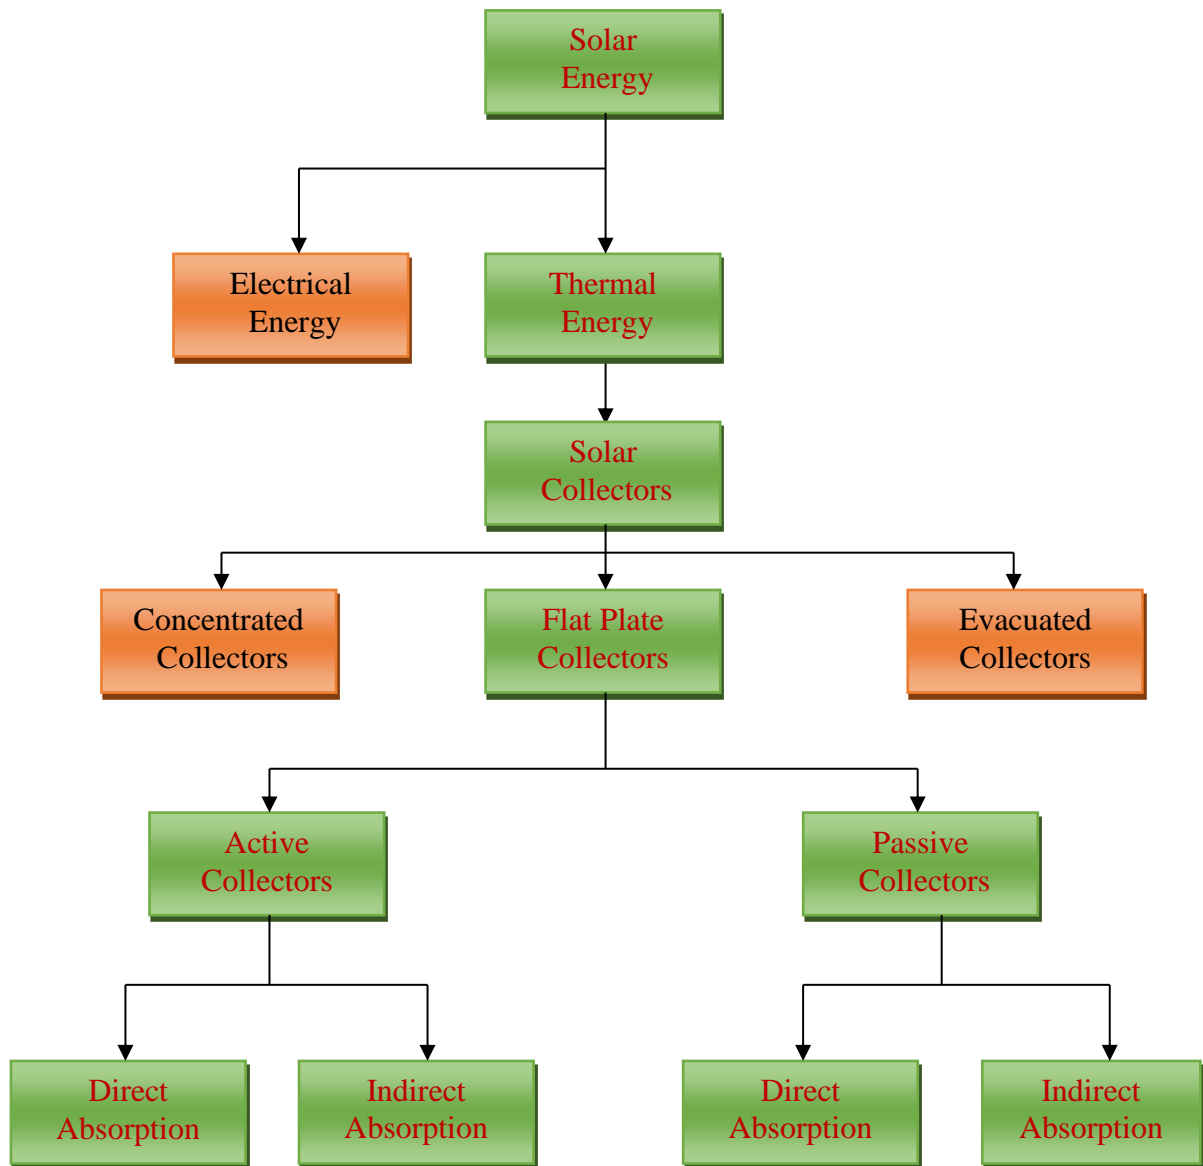 Solar
Energy
Electrical
Energy
Thermal
Energy
Solar
Collectors
Concentrated
Collectors
Flat Plate
Collectors
Evacuated
Collectors
Active
Collectors
Passive
Collectors
Direct
Absorption
Indirect
Absorption
Direct
Absorption
Indirect
Absorption